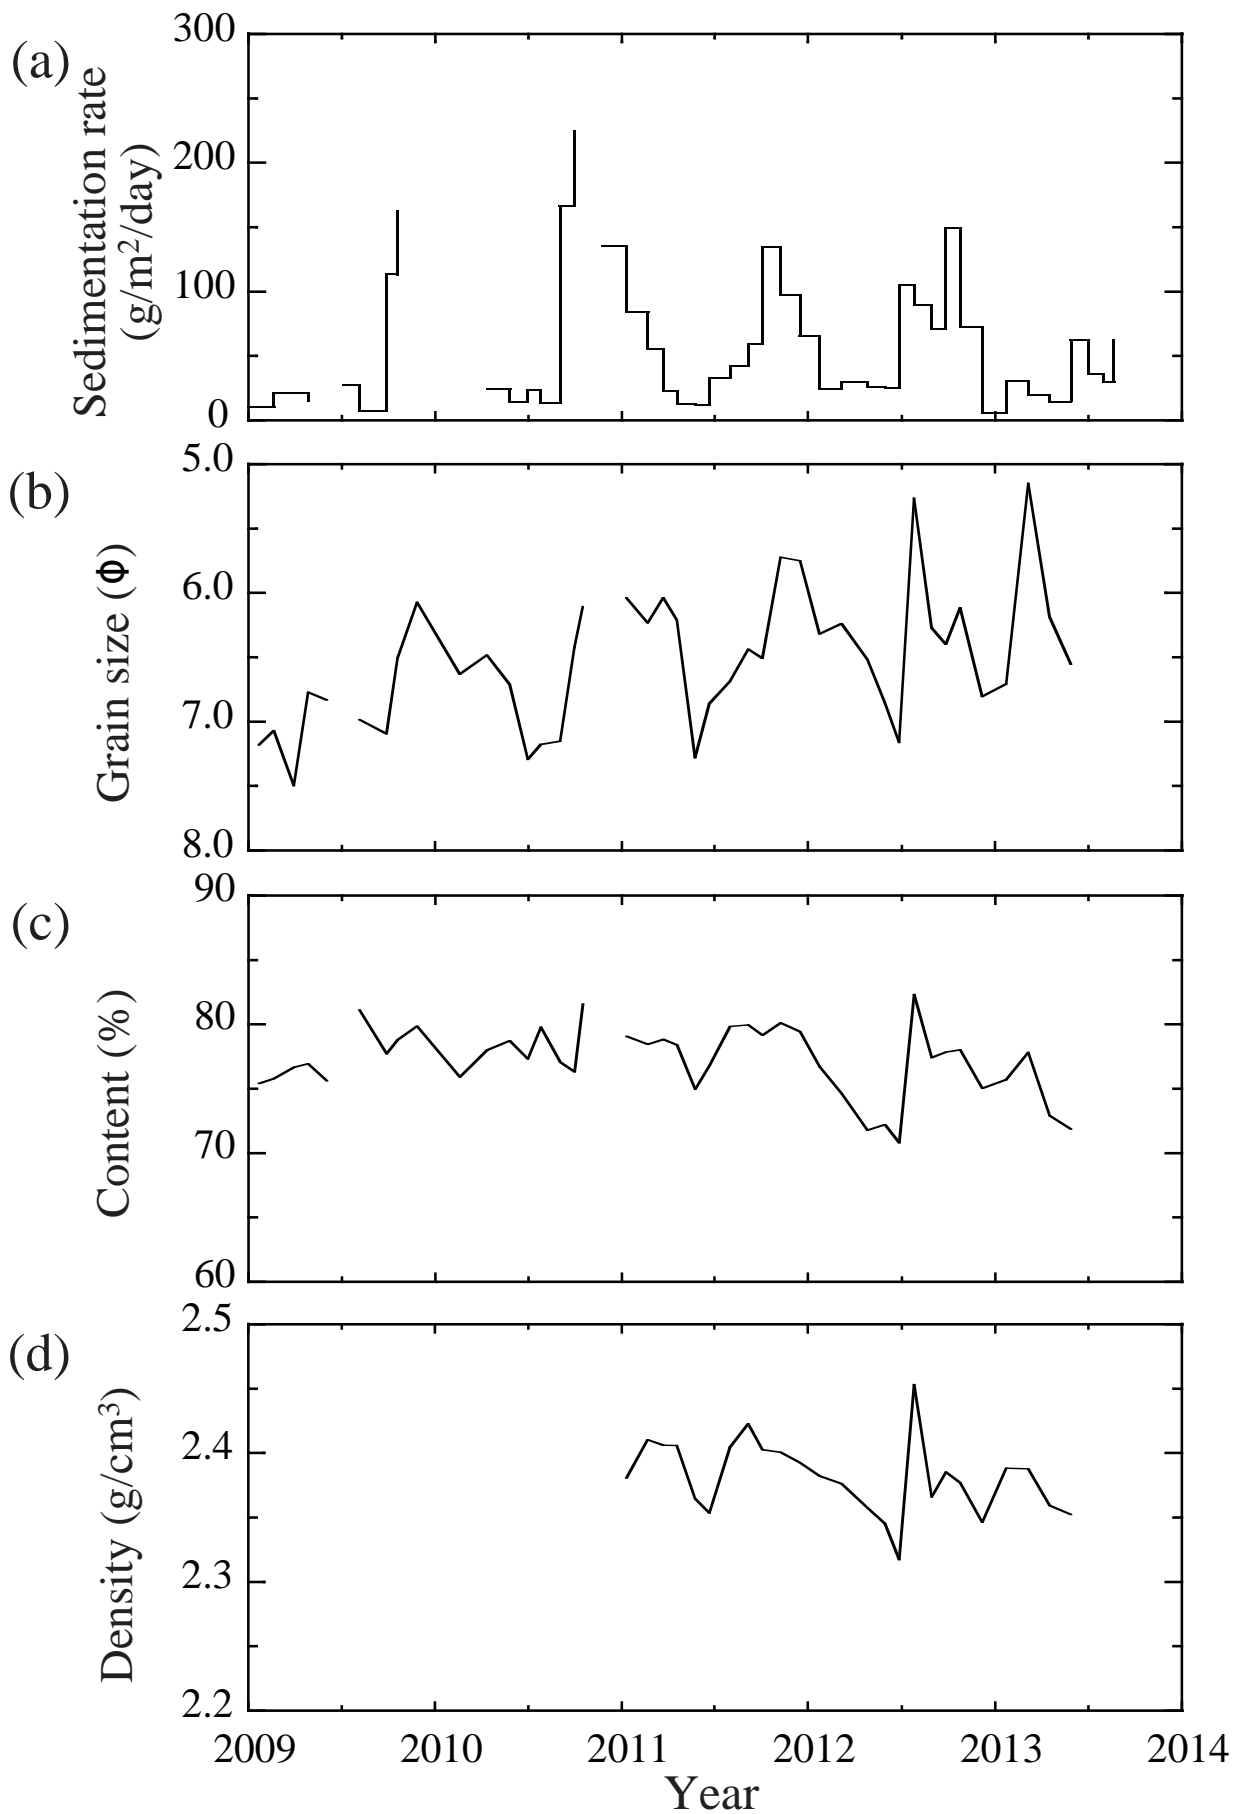 (a)
Sedimentation rate
(g/m²/day)
300
200
100
0
(b)
Grain size (ϕ)
5.0
6.0
7.0
8.0
(c)
Content (%)
90
80
70
60
(d)
Density (g/cm³)
2.5
2.4
2.3
2.2
2009 2010 2011 2012 2013 2014
Year